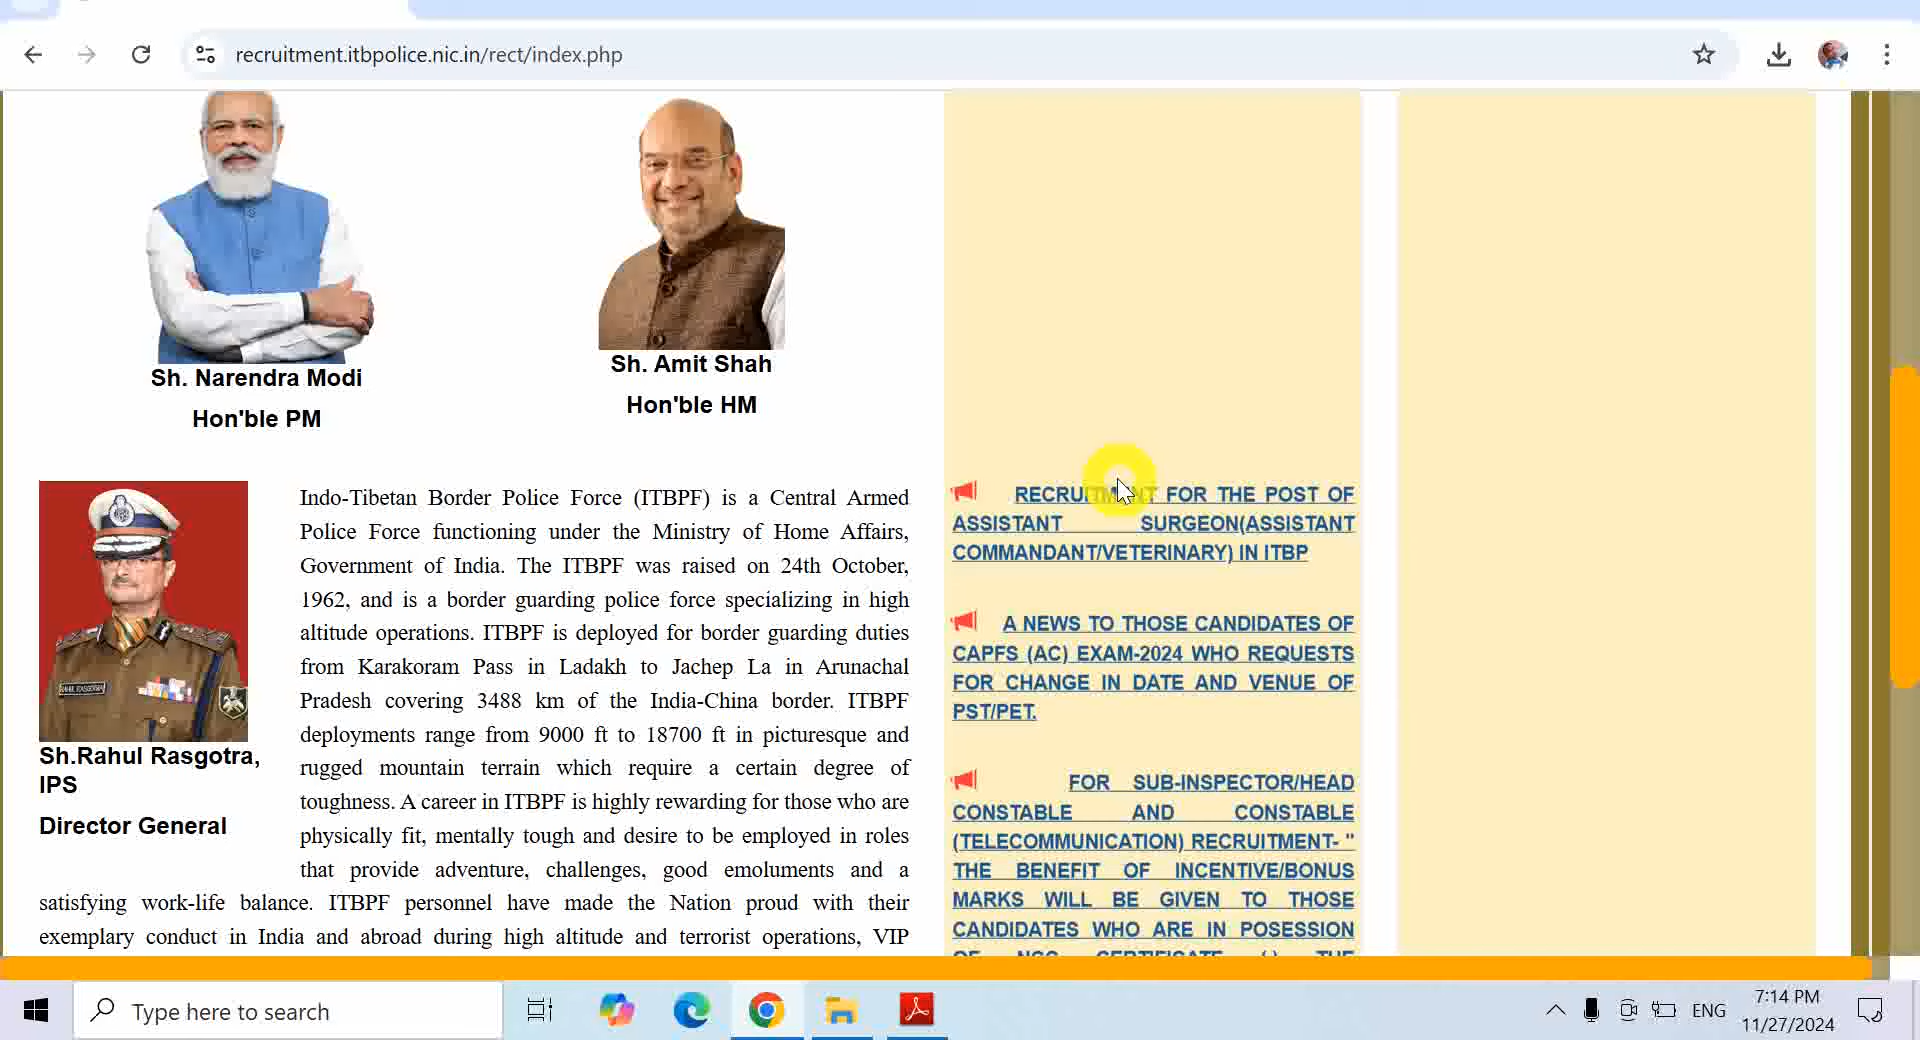 recruitment.itbpolice.nic.in/rect/index.php
Sh. Narendra Modi
Hon'ble PM
Sh. Amit Shah
Hon'ble HM
Sh.Rahul Rasgotra,
IPS
Director General
Indo-Tibetan Border Police Force (ITBPF) is a Central Armed
Police Force functioning under the Ministry of Home Affairs,
Government of India. The ITBPF was raised on 24th October,
1962, and is a border guarding police force specializing in high
altitude operations. ITBPF is deployed for border guarding duties
from Karakoram Pass in Ladakh to Jachep La in Arunachal
Pradesh covering 3488 km of the India-China border. ITBPF
deployments range from 9000 ft to 18700 ft in picturesque and
rugged mountain terrain which require a certain degree of
toughness. A career in ITBPF is highly rewarding for those who are
physically fit, mentally tough and desire to be employed in roles
that provide adventure, challenges, good emoluments and a
satisfying work-life balance. ITBPF personnel have made the Nation proud with their
exemplary conduct in India and abroad during high altitude and terrorist operations, VIP
RECRUITMENT FOR THE POST OF
ASSISTANT SURGEON(ASSISTANT
COMMANDANT/VETERINARY) IN ITBP
A NEWS TO THOSE CANDIDATES OF
CAPFS (AC) EXAM-2024 WHO REQUESTS
FOR CHANGE IN DATE AND VENUE OF
PST/PET.
FOR SUB-INSPECTOR/HEAD
CONSTABLE AND CONSTABLE
(TELECOMMUNICATION) RECRUITMENT- "
THE BENEFIT OF INCENTIVE/BONUS
MARKS WILL BE GIVEN TO THOSE
CANDIDATES WHO ARE IN POSESSION
Type here to search
ENG
7:14 PM
11/27/2024